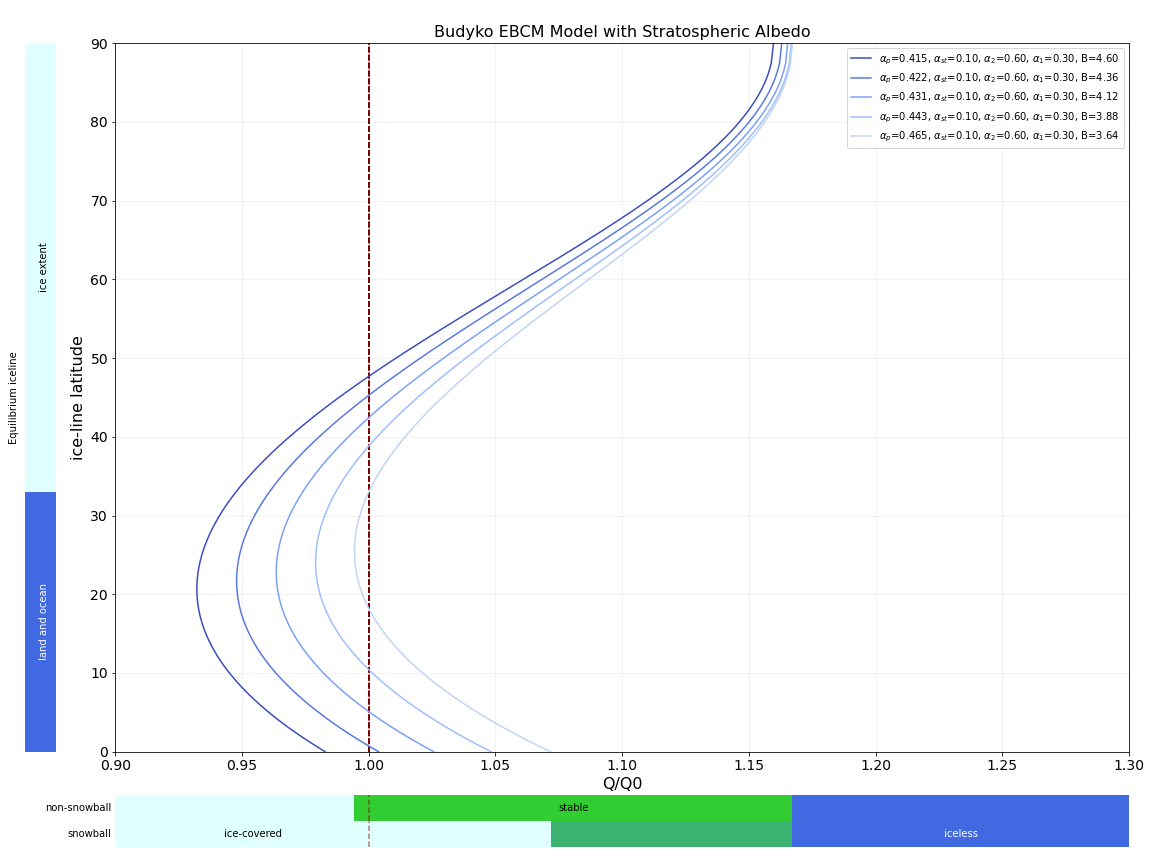 Budyko EBCM Model with Stratospheric Albedo
90
80
70
60
50
40
30
20
10
0
ice-line latitude
Equilibrium iceline
ice extent
land and ocean
αp=0.415, αst=0.10, α2=0.60, α1=0.30, B=4.60
αp=0.422, αst=0.10, α2=0.60, α1=0.30, B=4.36
αp=0.431, αst=0.10, α2=0.60, α1=0.30, B=4.12
αp=0.443, αst=0.10, α2=0.60, α1=0.30, B=3.88
αp=0.465, αst=0.10, α2=0.60, α1=0.30, B=3.64
0.90 0.95 1.00 1.05 1.10 1.15 1.20 1.25 1.30
Q/Q0
non-snowball stable
snowball ice-covered iceless